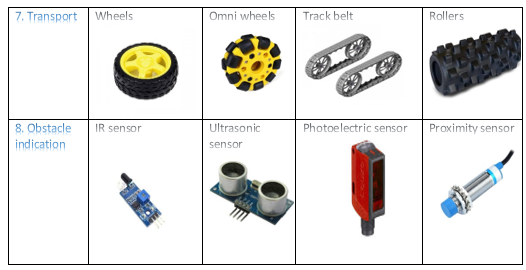 7. Transport
Wheels
Omni wheels
Track belt
Rollers
8. Obstacle
indication
IR sensor
Ultrasonic
sensor
Photoelectric sensor
Proximity sensor